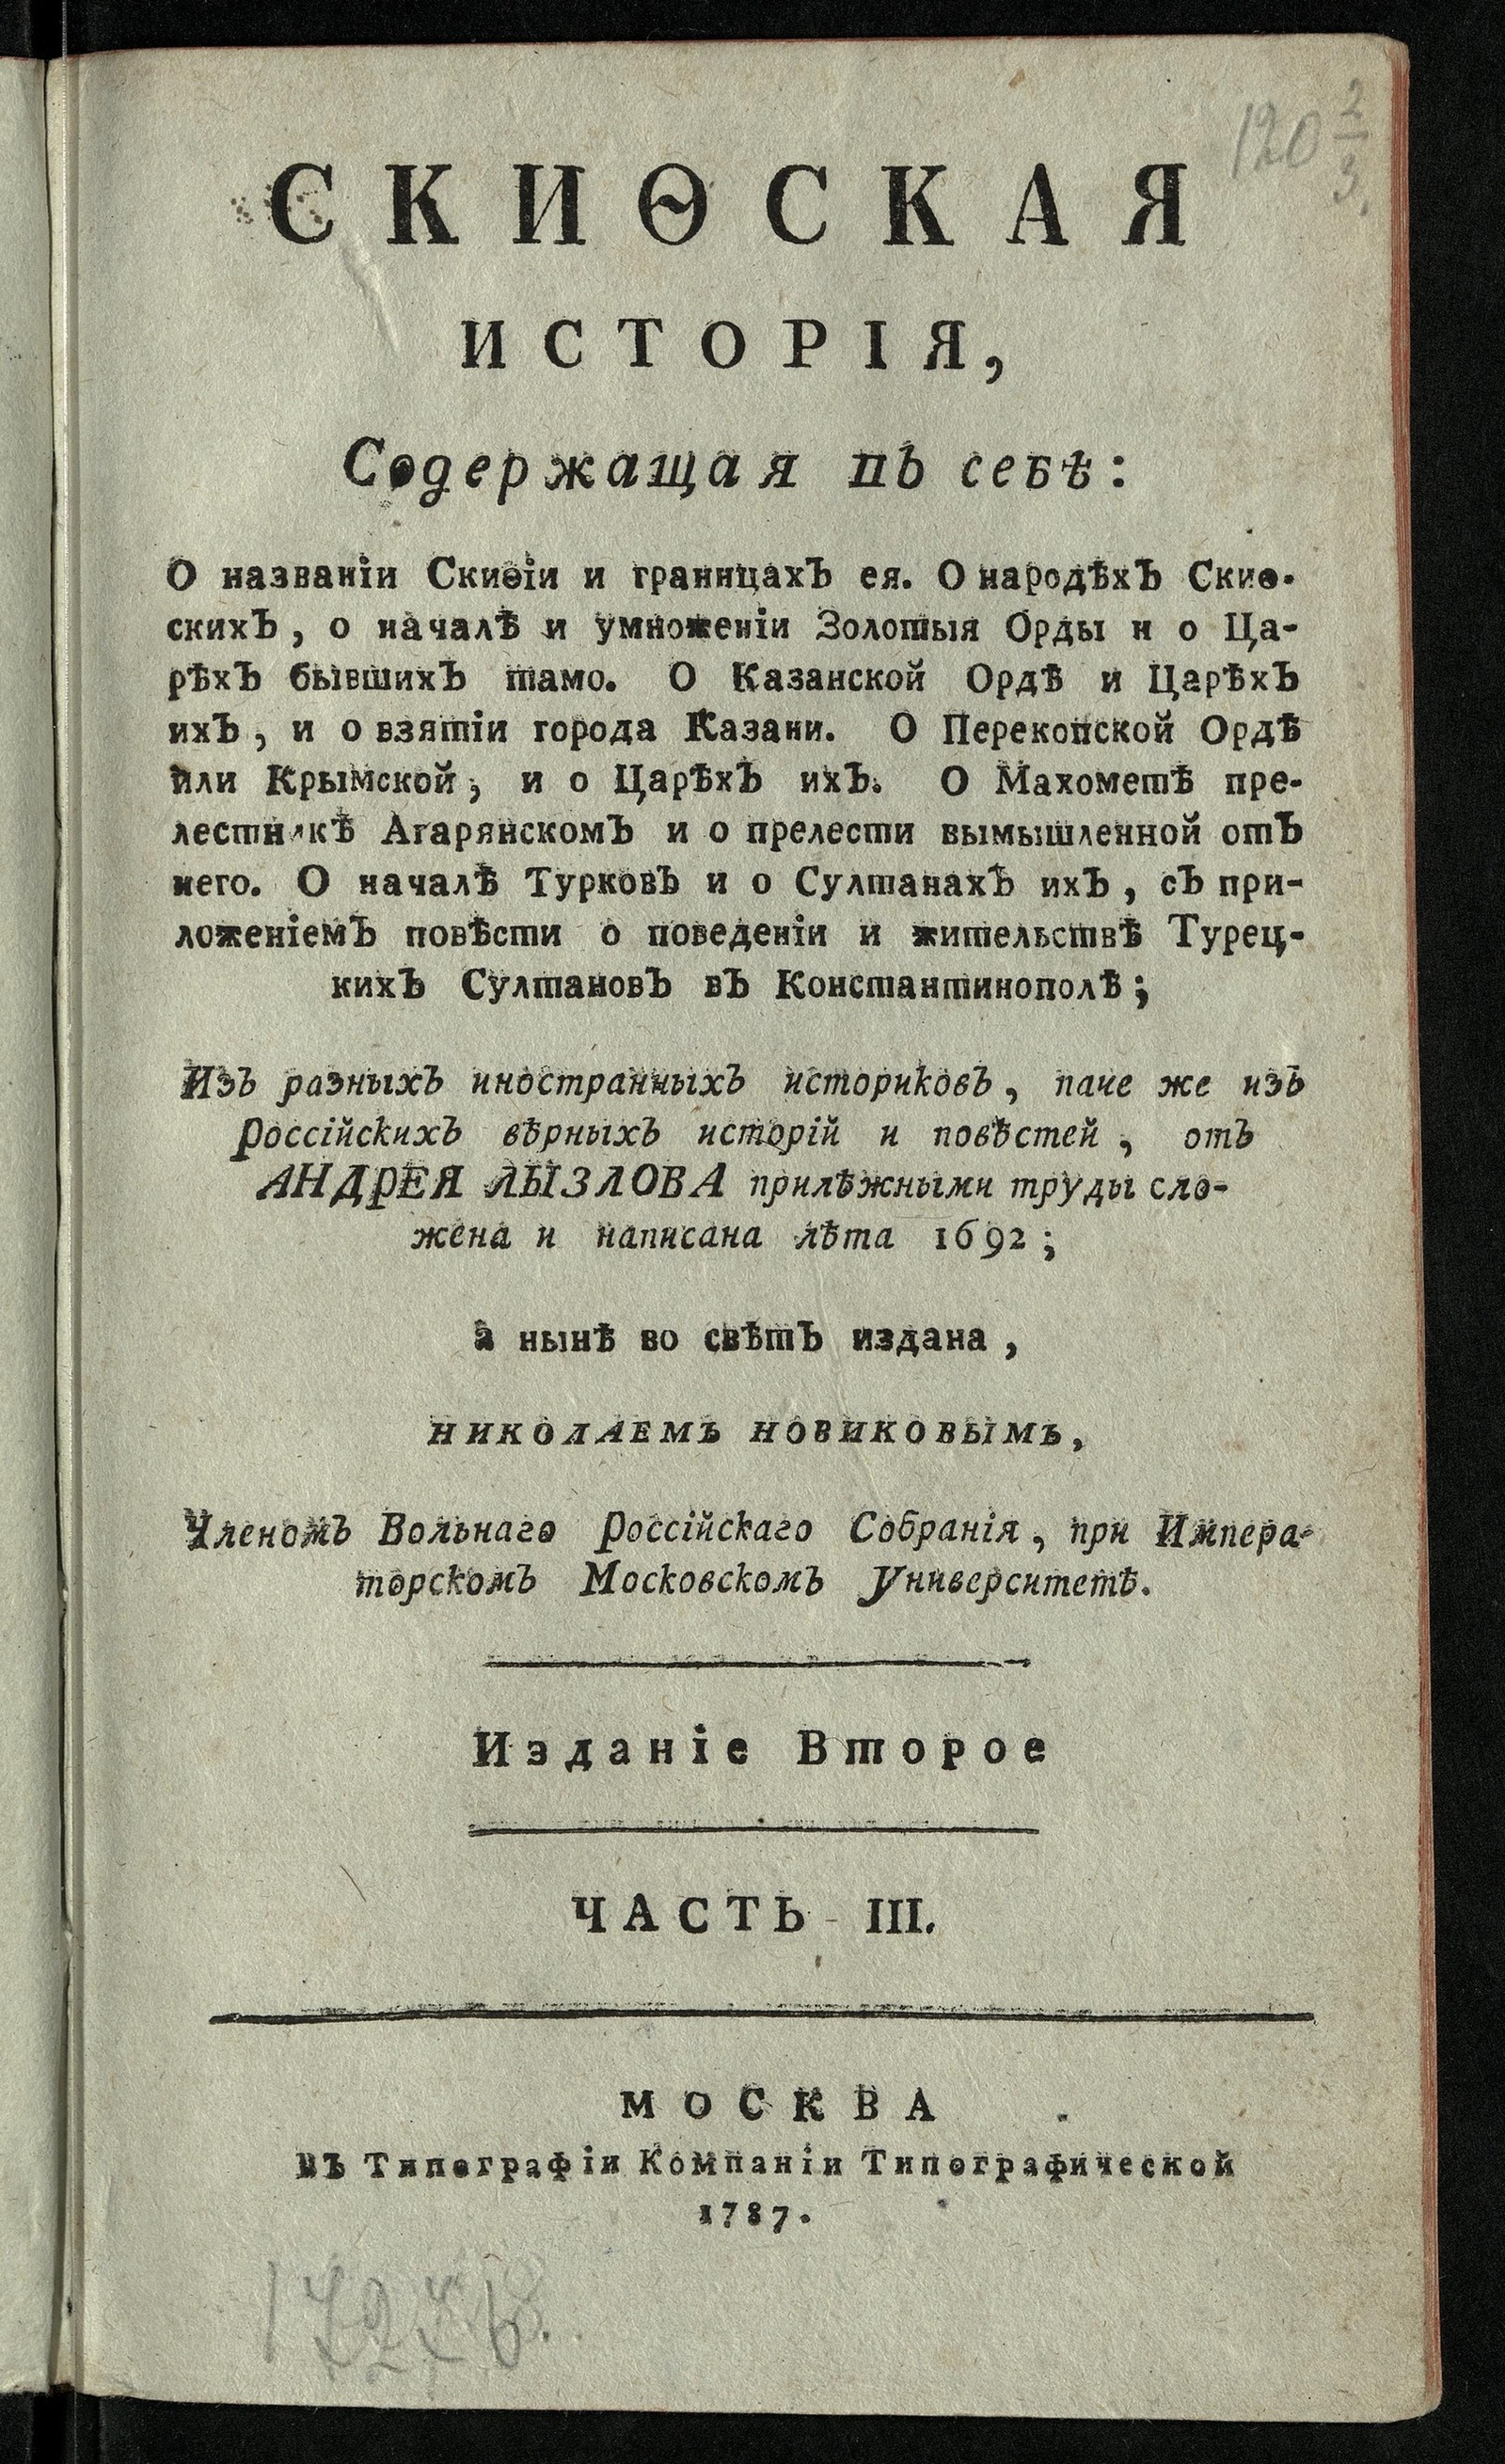 120 2/3.
СКИѲСКАЯ
ИСТОРІЯ,
Содержащая въ себѣ:
О названіи Скиѳіи и границахъ ея. О народѣхъ Скиѳ-
скихъ, о началѣ и умноженіи Золотыя Орды и о Ца-
рѣхъ бывшихъ тамо. О Казанской Ордѣ и Царѣхъ
ихъ, и о взятіи города Казани. О Перекопской Ордѣ
или Крымской, и о Царѣхъ ихъ. О Махометѣ пре-
лестникѣ Агарянскомъ и о прелести вымышленной отъ
него. О началѣ Турковъ и о Султанахъ ихъ, съ при-
ложеніемъ повѣсти о поведеніи и жительствѣ Турец-
кихъ Султановъ въ Константинополѣ;
Изъ разныхъ иностранныхъ историковъ, паче же изъ
Россійскихъ вѣрныхъ исторій и повѣстей, отъ
АНДРЕЯ ЛЫЗЛОВА прилѣжными труды сло-
жена и написана лѣта 1692;
а нынѣ во свѣтъ издана,
НИКОЛАЕМЪ НОВИКОВЫМЪ,
Членомъ Вольнаго Россійскаго Собранія, при Импера-
торскомъ Московскомъ Университетѣ.
Изданіе Второе
ЧАСТЬ III.
МОСКВА
Въ Типографіи Компаніи Типографической
1787.